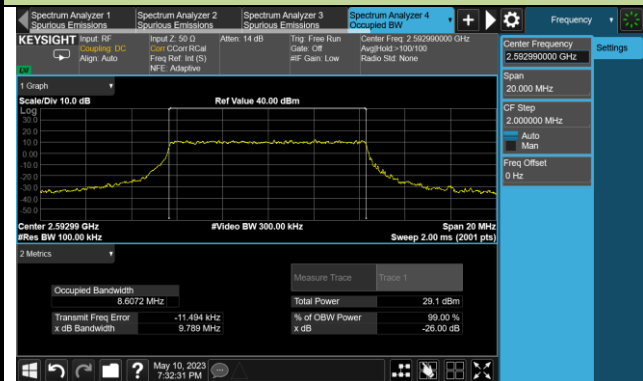 Spectrum Analyzer 1
Spurious Emissions
Spectrum Analyzer 2
Spurious Emissions
Spectrum Analyzer 3
Spurious Emissions
Spectrum Analyzer 4
Occupied BW
Frequency
KEYSIGHT
Input: RF
Coupling: DC
Align: Auto
Input Z: 50 Ω
Corr CCorr RCal
Freq Ref: Int (S)
NFE: Adaptive
Atten: 14 dB
Trig: Free Run
Gate: Off
#IF Gain: Low
Center Freq: 2.592990000 GHz
Avg|Hold:>100/100
Radio Std: None
Center Frequency
2.592990000 GHz
Settings
Span
20.000 MHz
CF Step
2.000000 MHz
Auto
Man
Freq Offset
0 Hz
1 Graph
Scale/Div 10.0 dB
Ref Value 40.00 dBm
Log
30.0
20.0
10.0
0.00
-10.0
-20.0
-30.0
-40.0
-50.0
Center 2.59299 GHz
#Video BW 300.00 kHz
Span 20 MHz
#Res BW 100.00 kHz
Sweep 2.00 ms (2001 pts)
2 Metrics
Measure Trace
Trace 1
Occupied Bandwidth
8.6072 MHz
Total Power
29.1 dBm
Transmit Freq Error
-11.494 kHz
% of OBW Power
99.00 %
x dB Bandwidth
9.789 MHz
x dB
-26.00 dB
May 10, 2023
7:32:31 PM